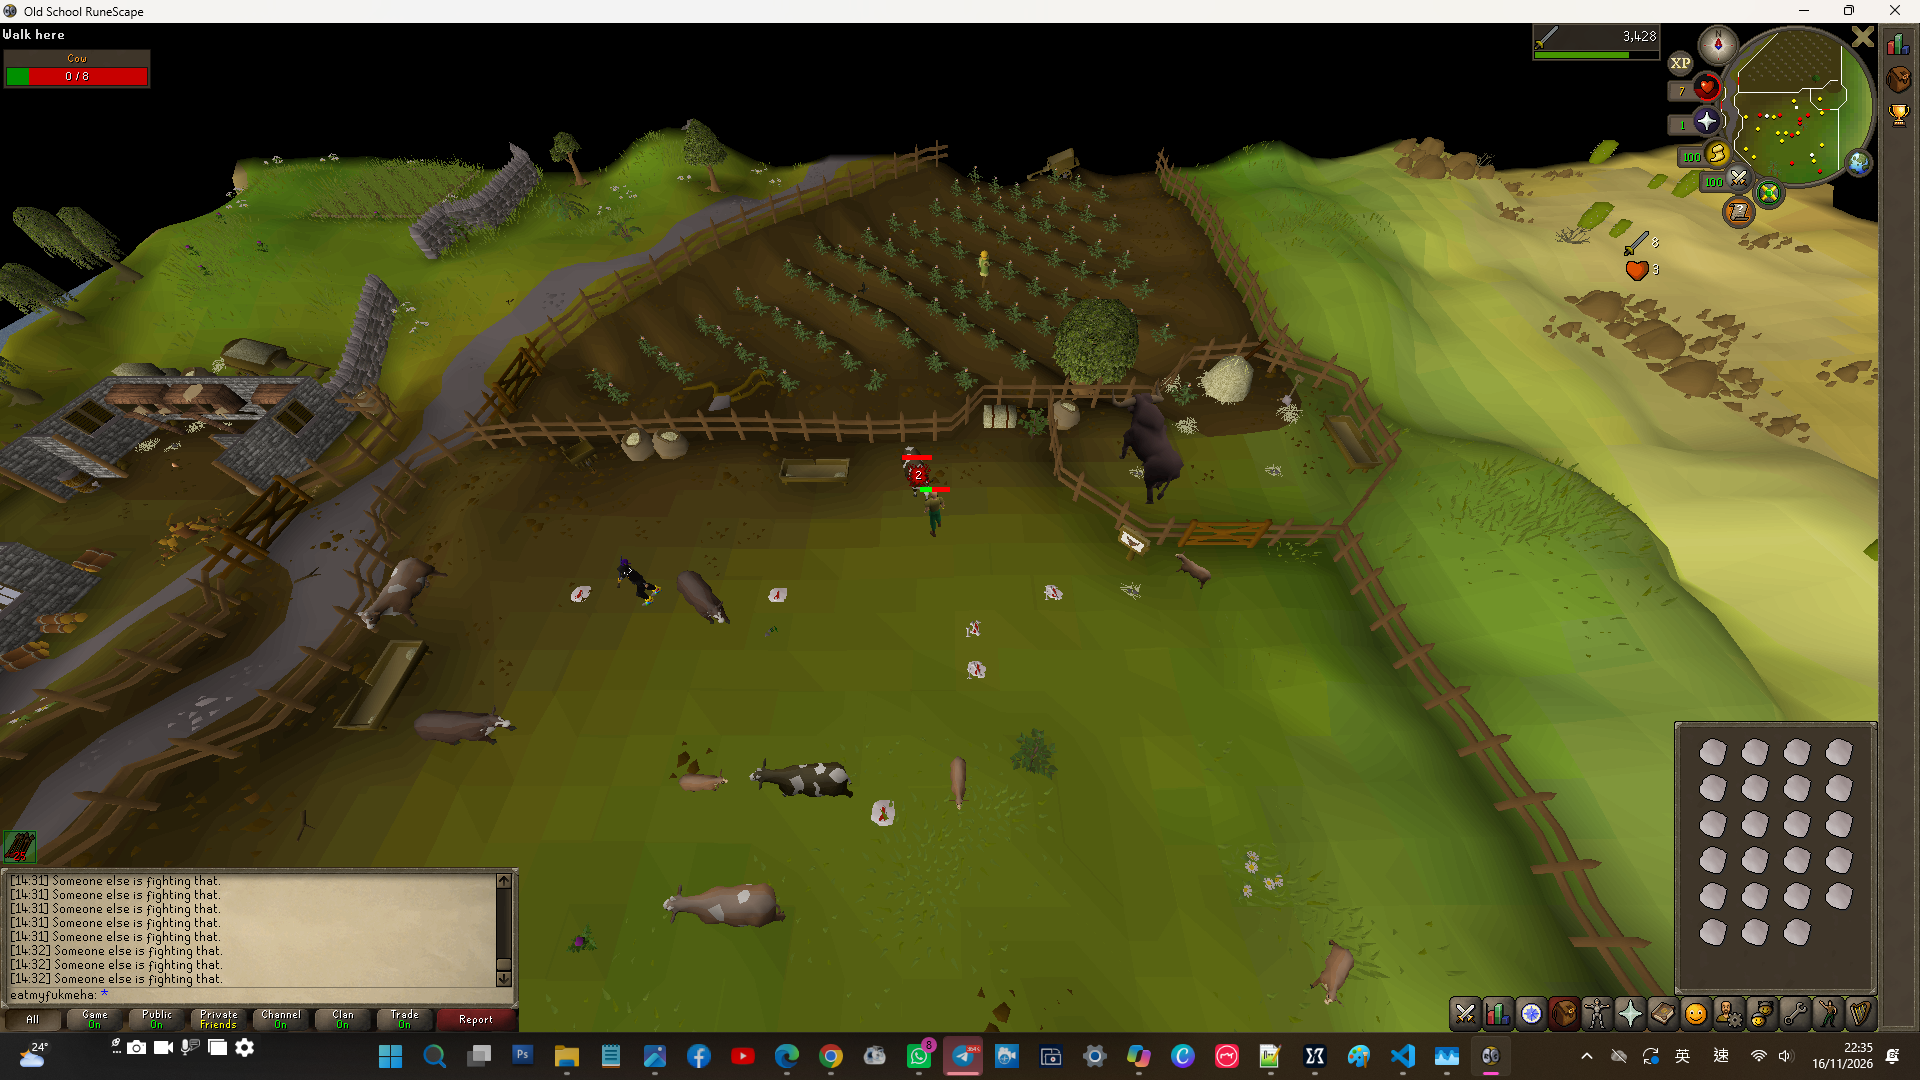 Old School RuneScape
Walk here
Cow
0 / 8
3,428
XP
N
7
1
100
100
8
3
2
-25
[14:31] Someone else is fighting that.
[14:31] Someone else is fighting that.
[14:31] Someone else is fighting that.
[14:31] Someone else is fighting that.
[14:31] Someone else is fighting that.
[14:32] Someone else is fighting that.
[14:32] Someone else is fighting that.
[14:32] Someone else is fighting that.
eatmyfukmeha: *
All
Game
On
Public
On
Private
Friends
Channel
On
Clan
On
Trade
On
Report
24°
Ps
8
英
速
22:35
16/11/2026